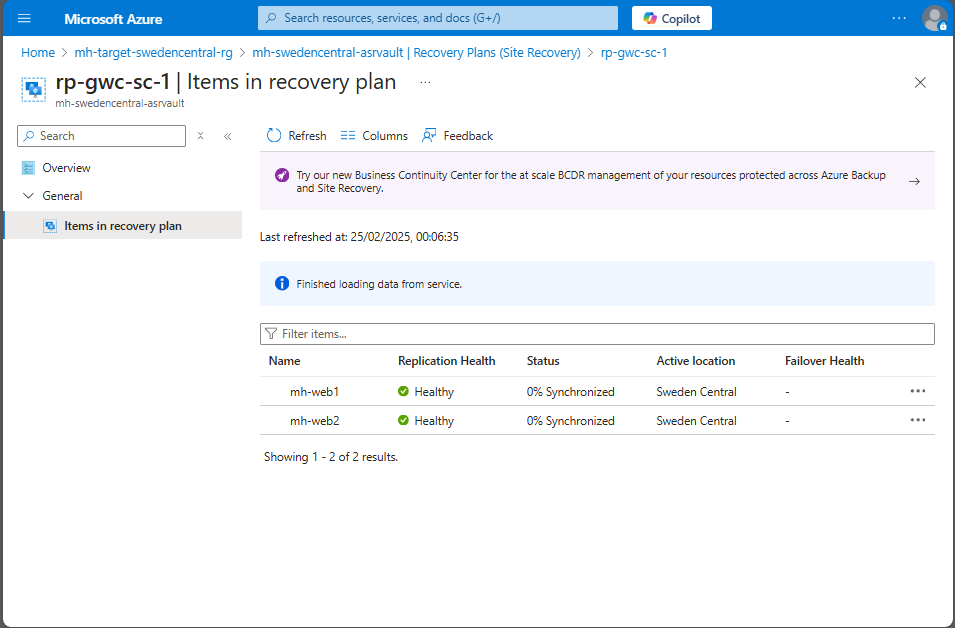 Microsoft Azure
Search resources, services, and docs (G+/)
Copilot
Home > mh-target-swedencentral-rg > mh-swedencentral-asrvault | Recovery Plans (Site Recovery) > rp-gwc-sc-1
rp-gwc-sc-1 | Items in recovery plan
mh-swedencentral-asrvault
Search
Overview
General
Items in recovery plan
Refresh
Columns
Feedback
Try our new Business Continuity Center for the at scale BCDR management of your resources protected across Azure Backup
and Site Recovery.
Last refreshed at: 25/02/2025, 00:06:35
Finished loading data from service.
Filter items...
Name Replication Health Status Active location Failover Health
mh-web1 Healthy 0% Synchronized Sweden Central -
mh-web2 Healthy 0% Synchronized Sweden Central -
Showing 1 - 2 of 2 results.